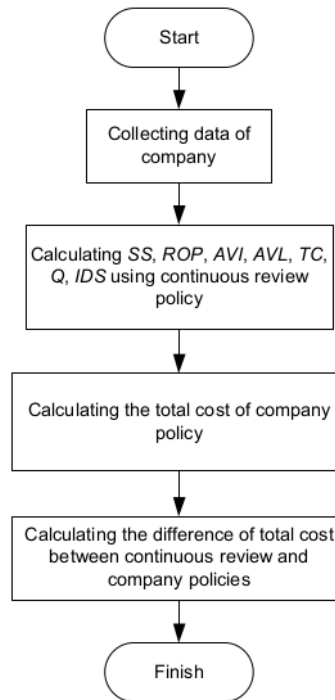 Start
Collecting data of
company
Calculating SS, ROP, AVI, AVL, TC,
Q, IDS using continuous review
policy
Calculating the total cost of company
policy
Calculating the difference of total cost
between continuous review and
company policies
Finish